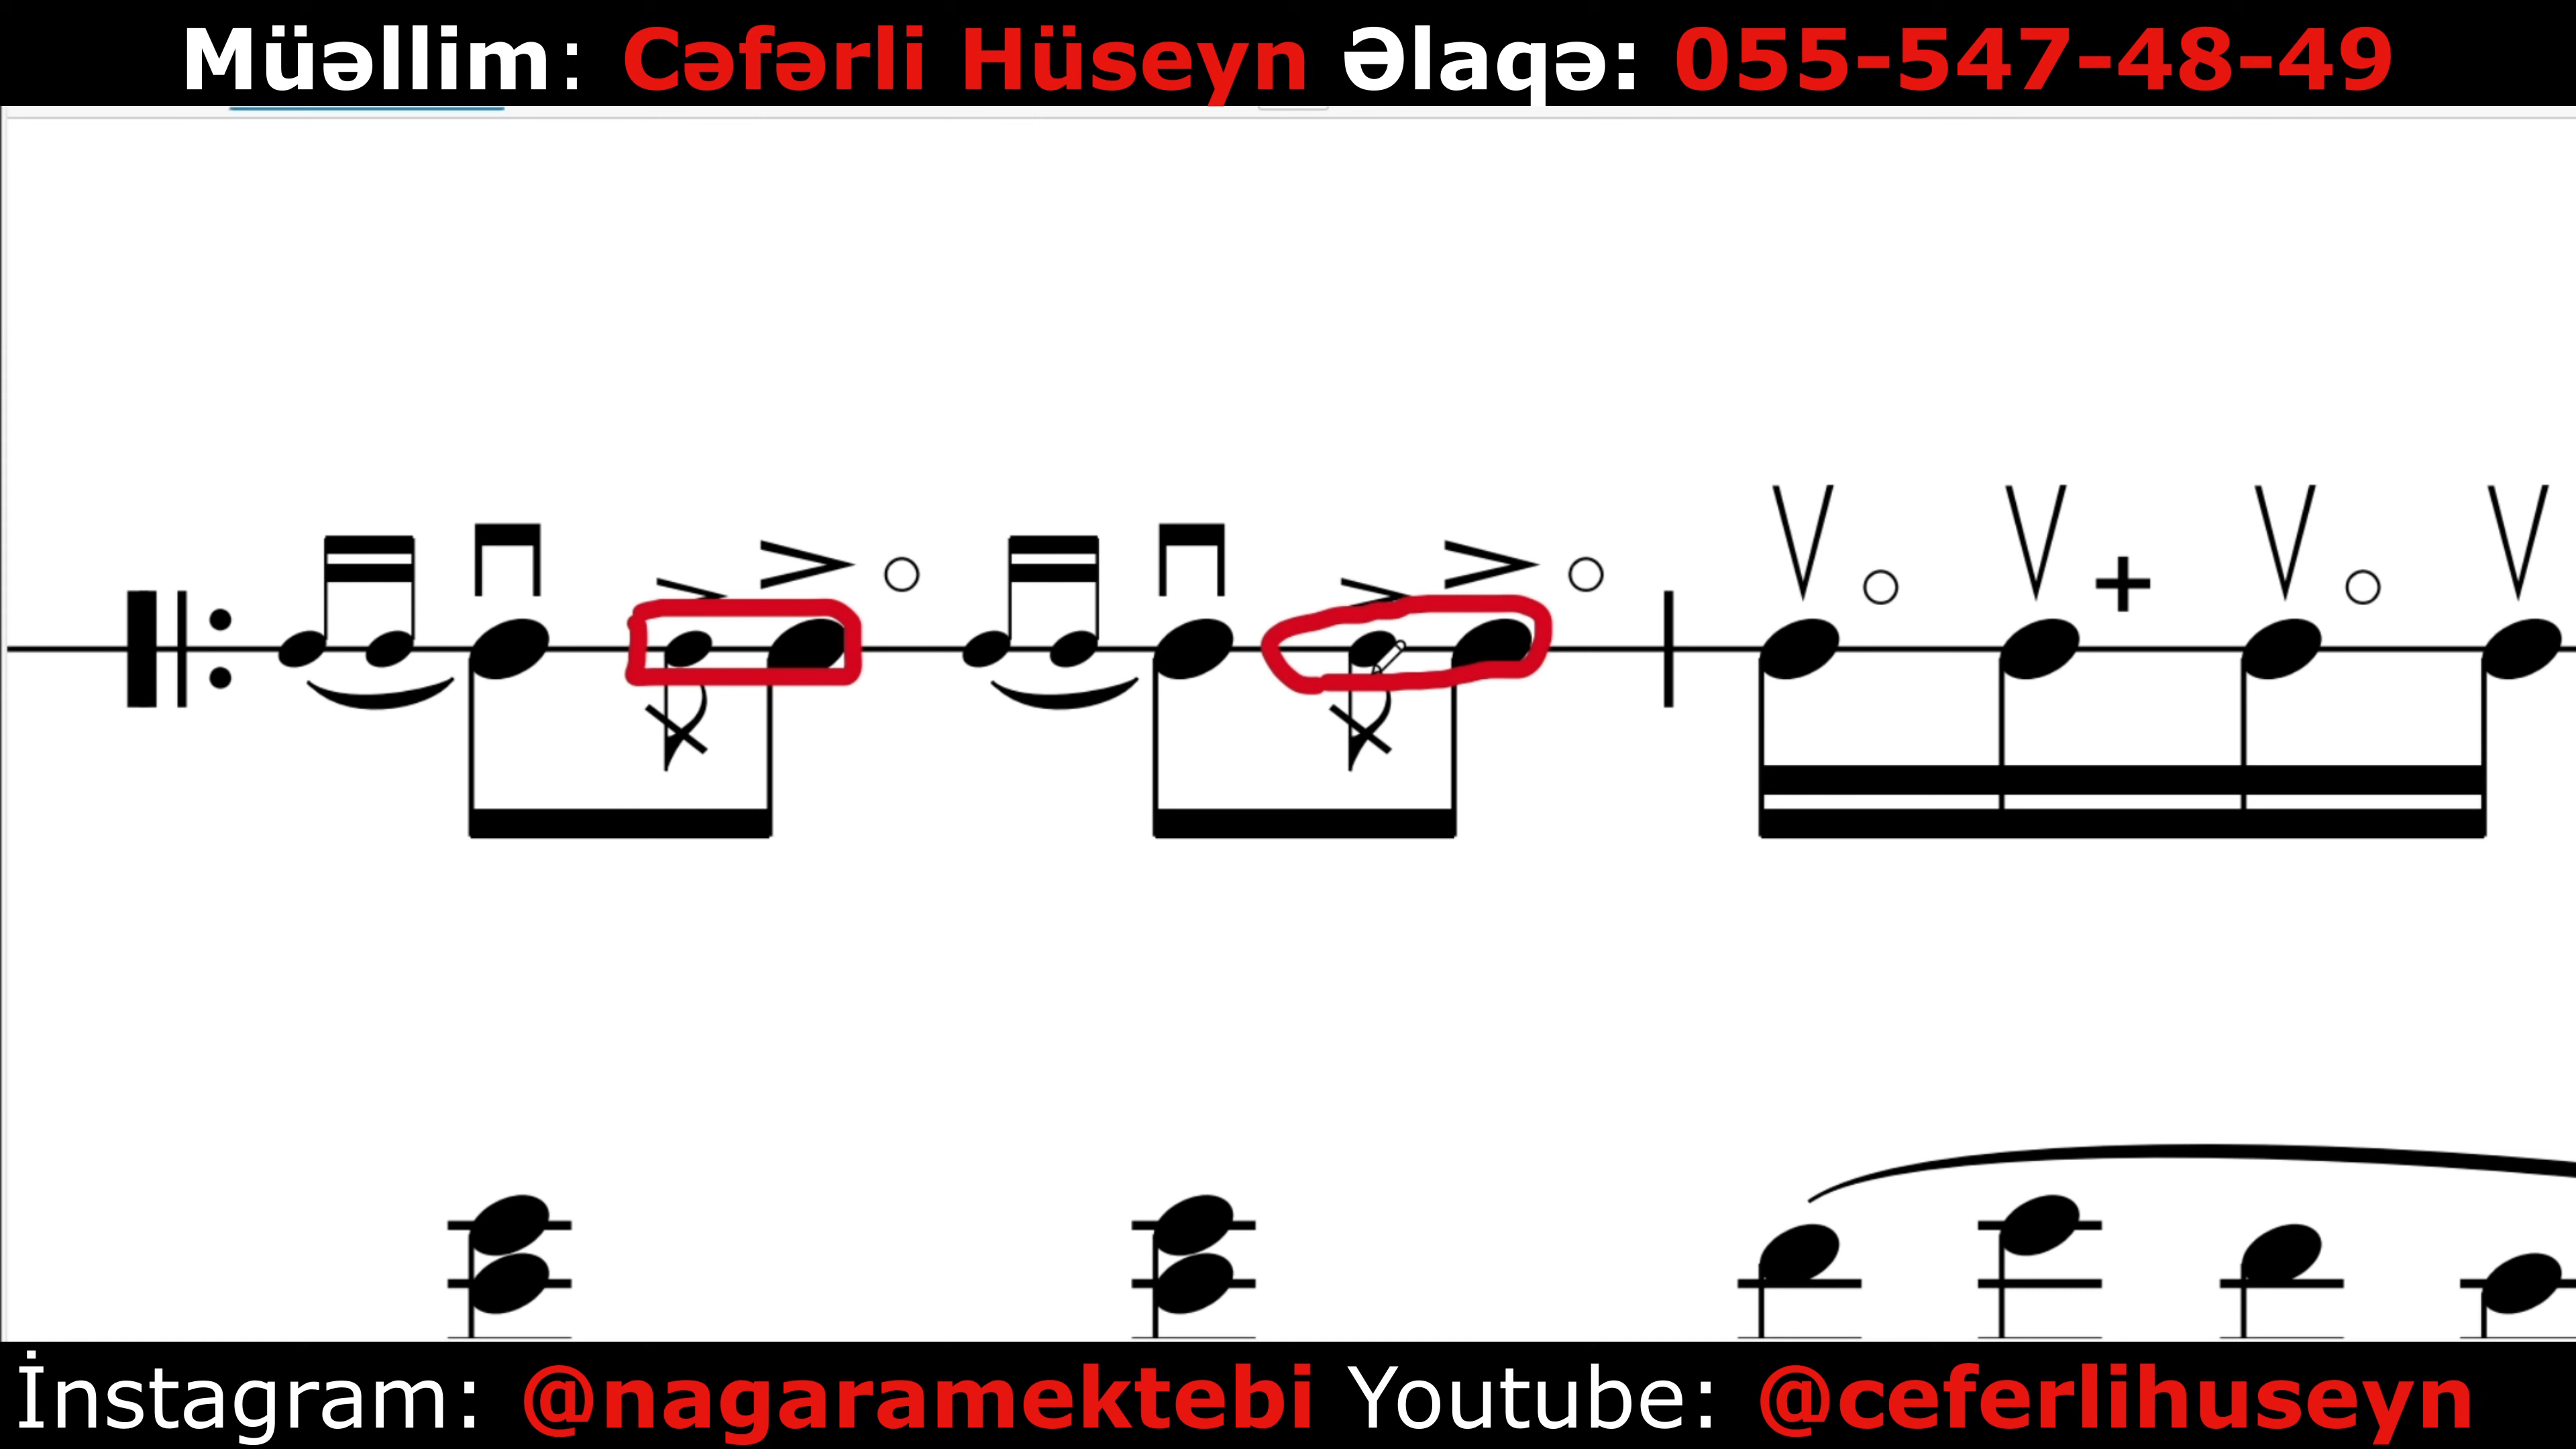 Müəllim: Cəfərli Hüseyn Əlaqə: 055-547-48-49
İnstagram: @nagaramektebi Youtube: @ceferlihuseyn